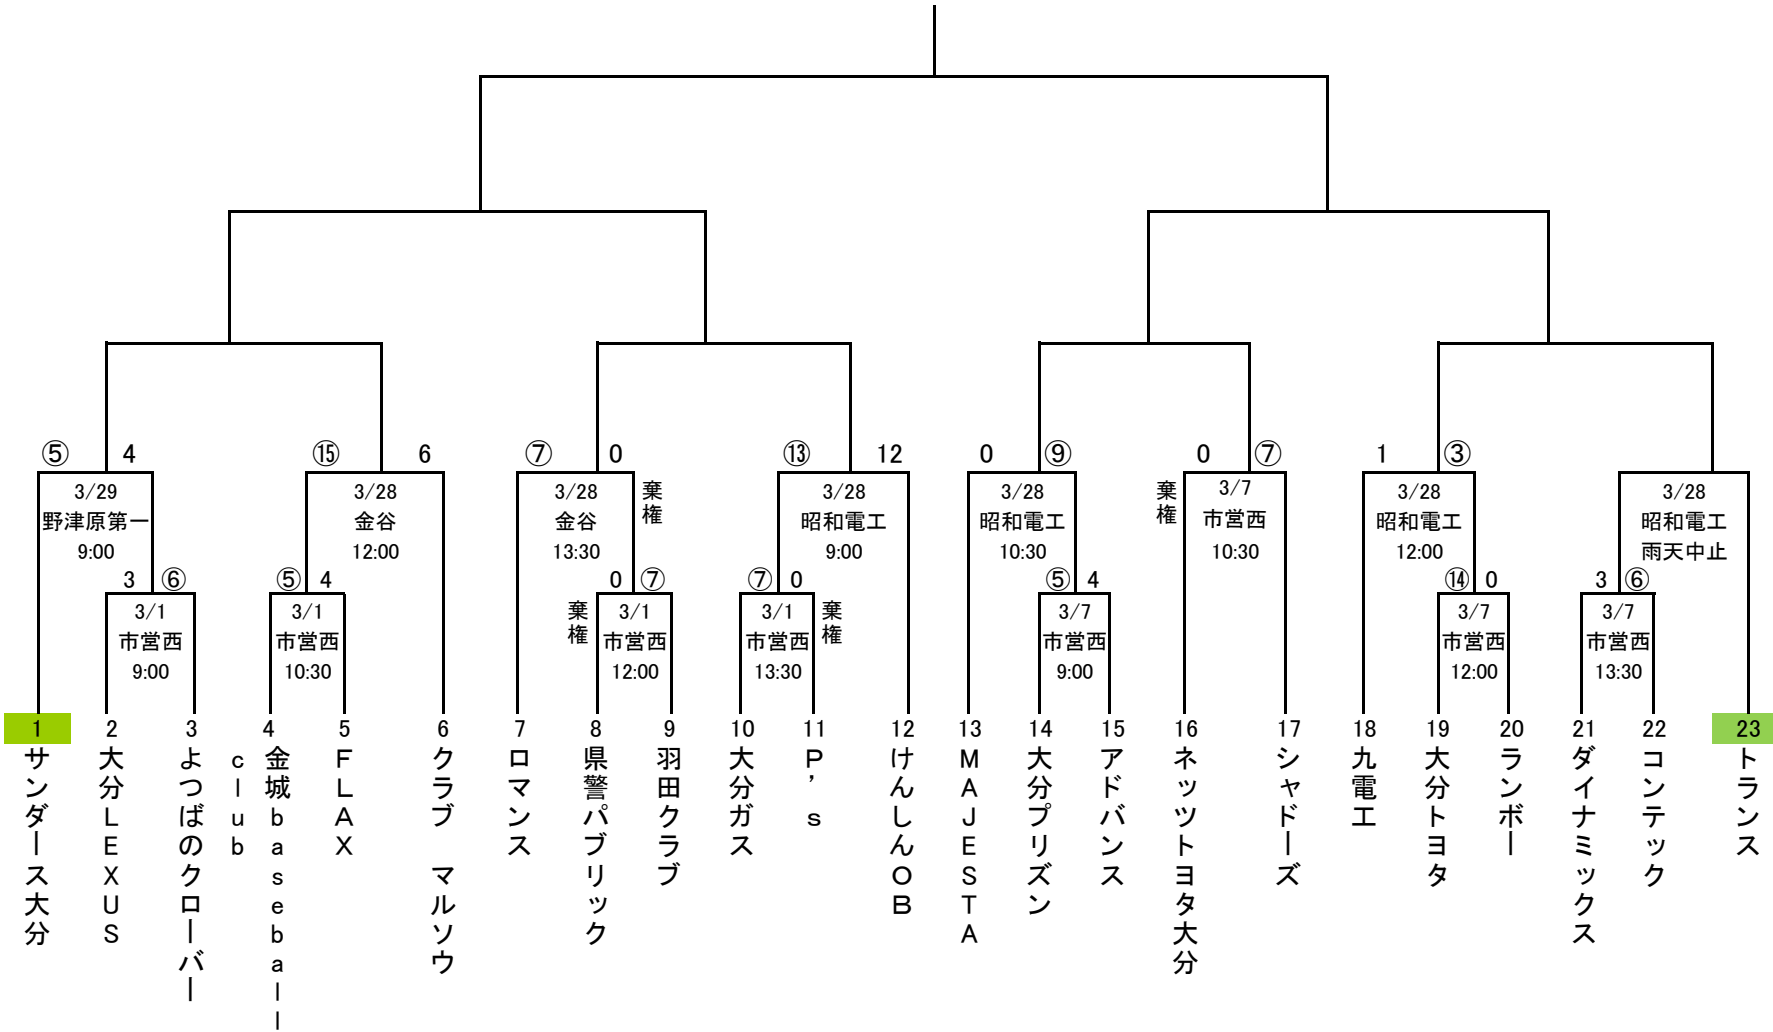 ⑤ 4
⑮ 6
⑦ 0
⑬ 12
0 ⑨
0 ⑦
1 ③
3/29
野津原第一
9:00
3/28
金谷
12:00
3/28
金谷
13:30
棄権
3/28
昭和電工
9:00
3/28
昭和電工
10:30
棄権
3/7
市営西
10:30
3/28
昭和電工
12:00
3/28
昭和電工
雨天中止
3 ⑥
⑤ 4
0 ⑦
⑦ 0
⑤ 4
⑭ 0
3 ⑥
3/1
市営西
9:00
3/1
市営西
10:30
棄権
3/1
市営西
12:00
3/1
市営西
13:30
棄権
3/7
市営西
9:00
3/7
市営西
12:00
3/7
市営西
13:30
1
サンダース大分
2
大分LEXUS
3
よつばのクローバー
4
金城baseball
club
5
FLAX
6
クラブ マルソウ
7
ロマンス
8
県警パブリック
9
羽田クラブ
10
大分ガス
11
P’s
12
けんしんOB
13
MAJESTA
14
大分プリズン
15
アドバンス
16
ネッツトヨタ大分
17
シャドーズ
18
九電工
19
大分トヨタ
20
ランボー
21
ダイナミックス
22
コンテック
23
トランス